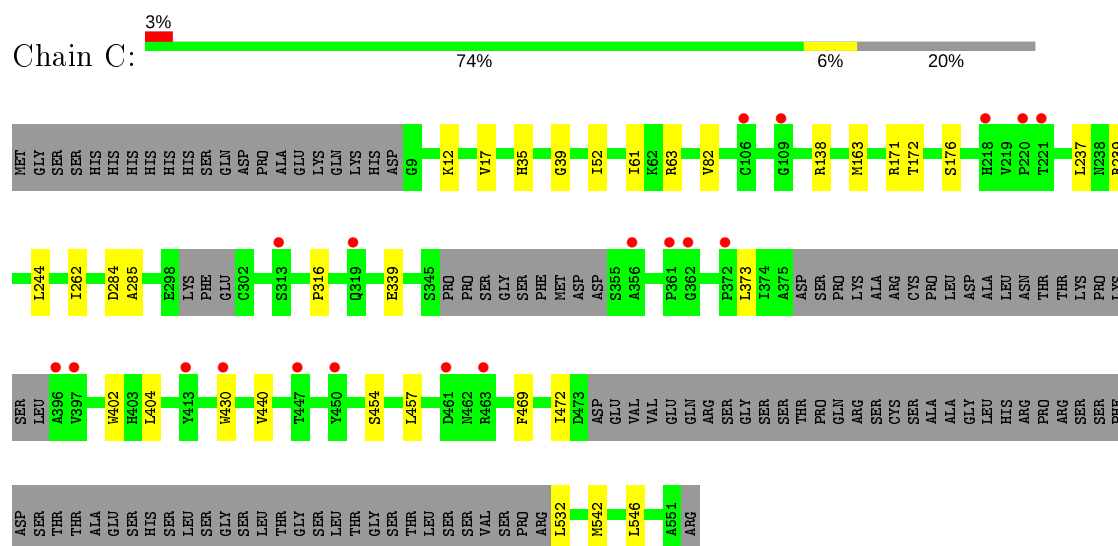 3%
Chain C:
74% 6% 20%
MET GLY SER SER HIS HIS HIS HIS HIS HIS SER GLN ASP PRO ALA GLU LYS GLN LYS HIS ASP G9 K12 V17 H35 G39 I52 I61 K62 R63 V82 C106 G109 R138 M163 R171 T172 S176 H218 V219 P220 T221 L237 N238 R239
L244 I262 D284 A285 E298 LYS PHE GLU C302 S313 P316 Q319 E339 S345 PRO PRO SER GLY SER PHE MET ASP ASP S355 A356 P361 G362 P372 L373 I374 A375 ASP SER PRO LYS ALA ARG CYS PRO LEU ASP ALA LEU ASN THR THR LYS PRO LYS
SER LEU A396 V397 W402 H403 L404 Y413 W430 V440 T447 Y450 S454 L457 D461 N462 R463 F469 I472 D473 ASP GLU VAL VAL GLU GLN ARG SER GLY SER SER THR PRO GLN ARG SER CYS SER ALA ALA GLY LEU HIS ARG PRO ARG SER SER PHE
ASP SER THR THR ALA GLU SER HIS SER LEU SER GLY SER LEU THR GLY SER LEU THR GLY SER THR LEU SER SER VAL SER PRO ARG L532 M542 L546 A551 ARG